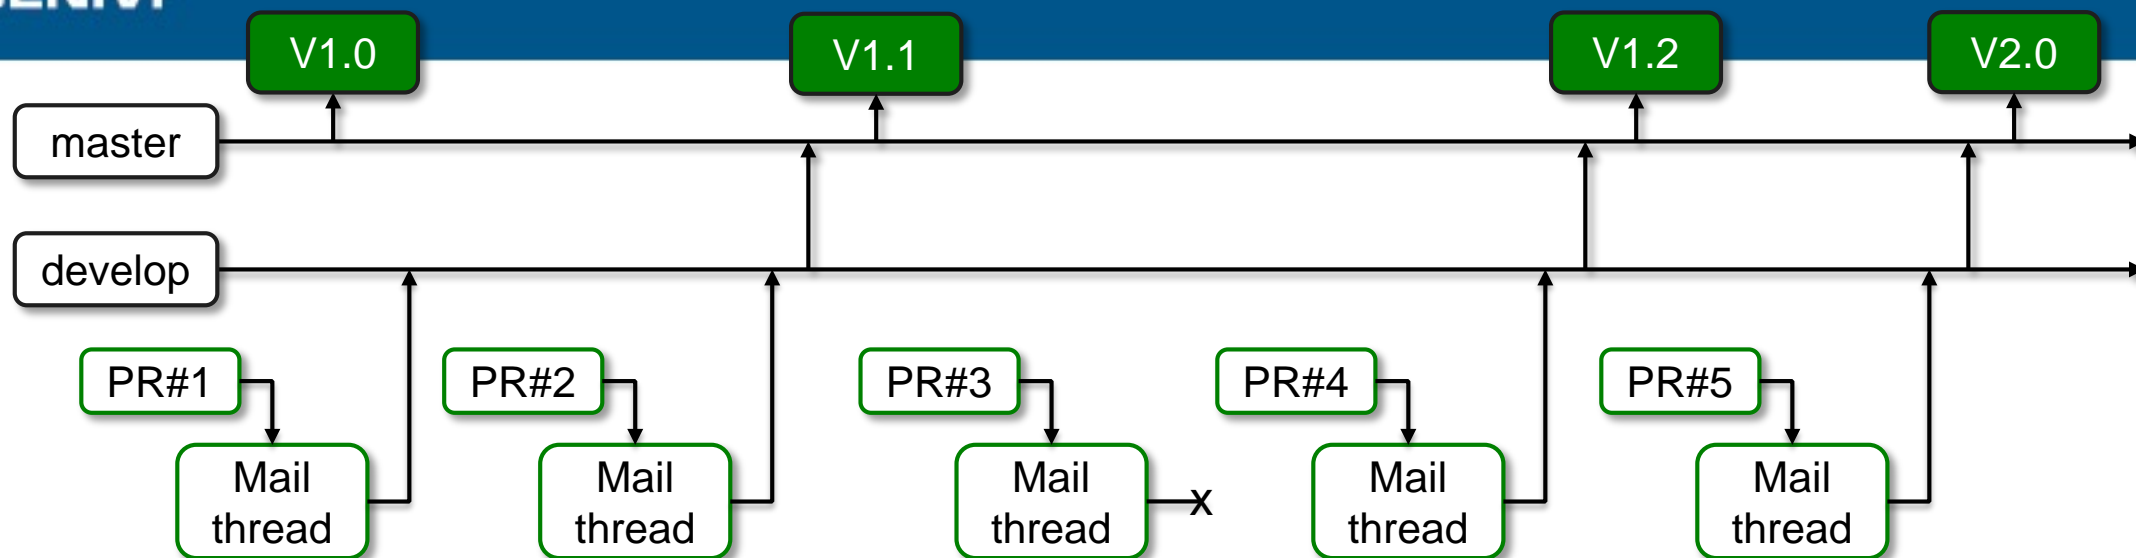 V1.0
V1.1
V1.2
V2.0
master
develop
PR#1
PR#2
PR#3
PR#4
PR#5
Mail
thread
Mail
thread
Mail
thread
x
Mail
thread
Mail
thread